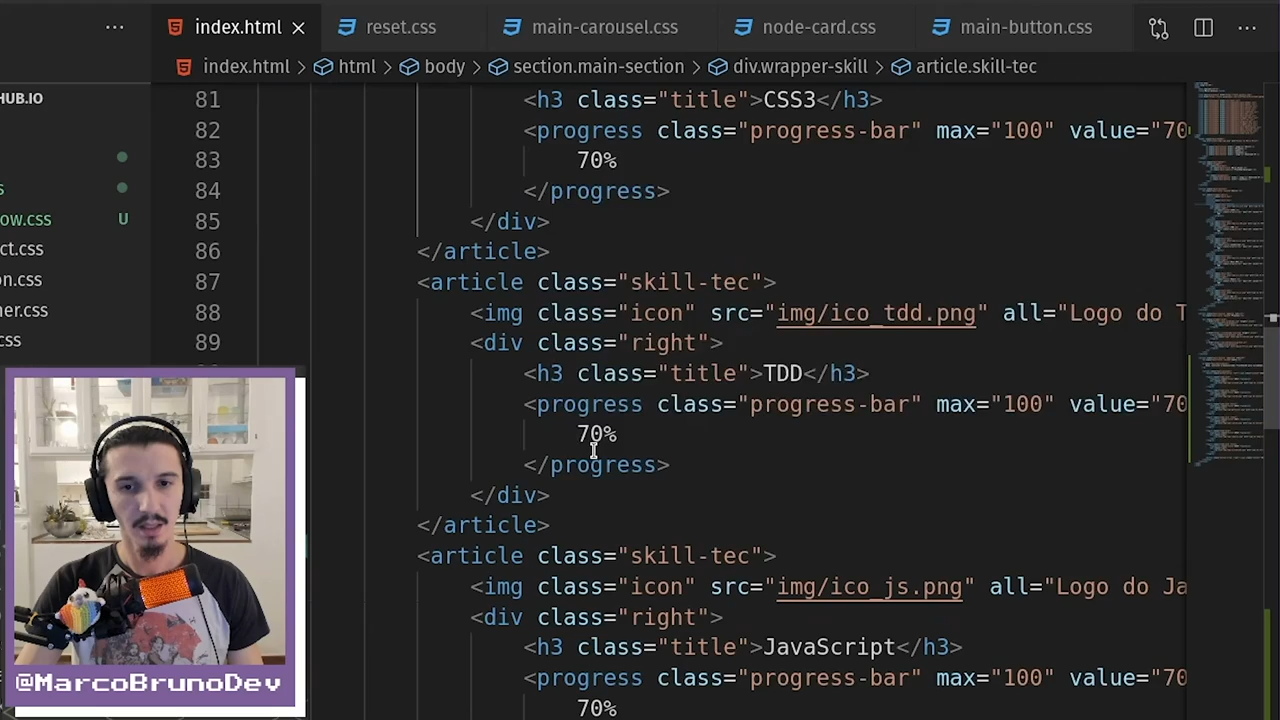 index.html
reset.css
main-carousel.css
node-card.css
main-button.css
index.html > html > body > section.main-section > div.wrapper-skill > article.skill-tec
HUB.IO
s
ow.css U
ct.css
n.css
ner.css
css
81 <h3 class="title">CSS3</h3>
82 <progress class="progress-bar" max="100" value="70
83 70%
84 </progress>
85 </div>
86 </article>
87 <article class="skill-tec">
88 <img class="icon" src="img/ico_tdd.png" all="Logo do T
89 <div class="right">
<h3 class="title">TDD</h3>
<progress class="progress-bar" max="100" value="70
70%
</progress>
</div>
</article>
<article class="skill-tec">
<img class="icon" src="img/ico_js.png" all="Logo do Ja
<div class="right">
<h3 class="title">JavaScript</h3>
<progress class="progress-bar" max="100" value="70
70%
@MarcoBrunoDev